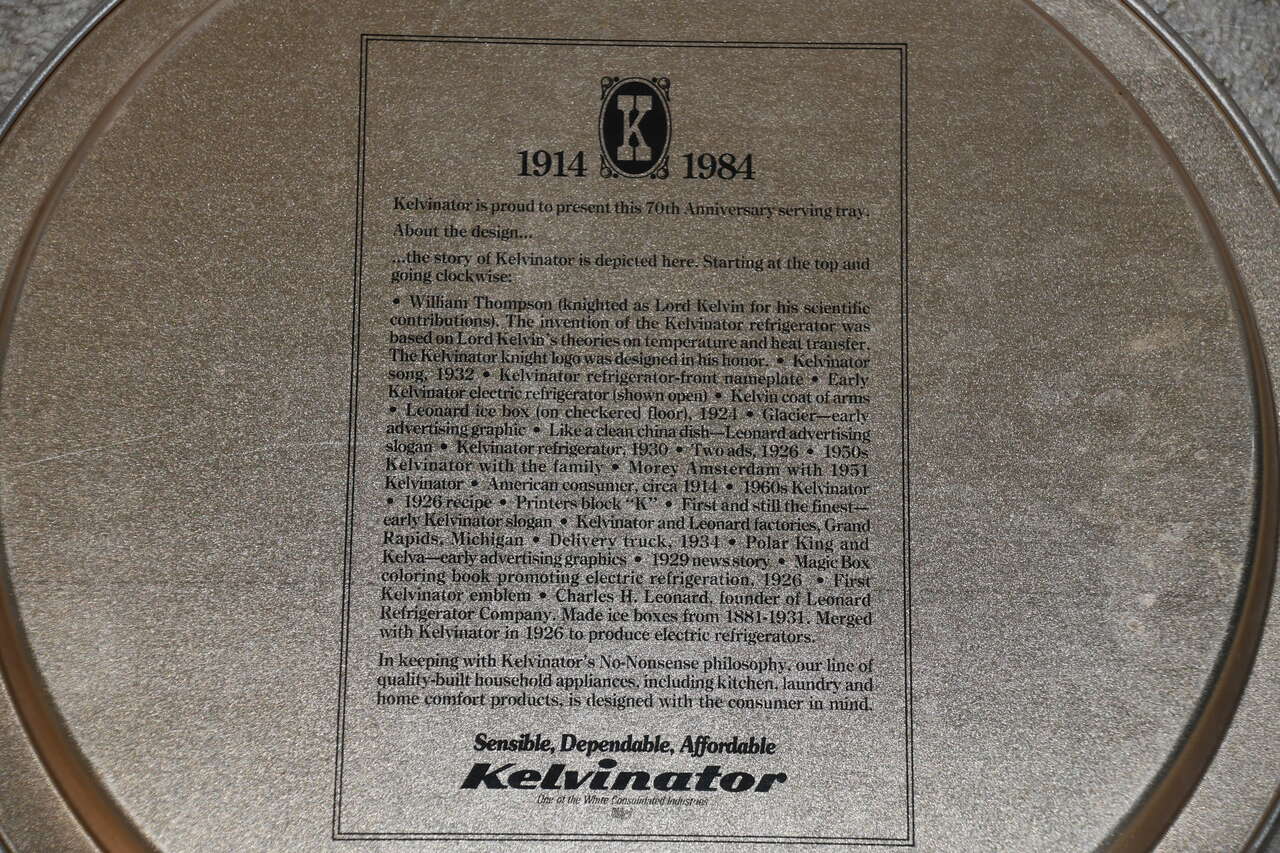 K
1914 1984
Kelvinator is proud to present this 70th Anniversary serving tray.
About the design...
...the story of Kelvinator is depicted here. Starting at the top and
going clockwise:
• William Thompson (knighted as Lord Kelvin for his scientific
contributions). The invention of the Kelvinator refrigerator was
based on Lord Kelvin's theories on temperature and heat transfer.
The Kelvinator knight logo was designed in his honor. • Kelvinator
song, 1932 • Kelvinator refrigerator-front nameplate • Early
Kelvinator electric refrigerator (shown open) • Kelvin coat of arms
• Leonard ice box (on checkered floor), 1924 • Glacier—early
advertising graphic • Like a clean china dish—Leonard advertising
slogan • Kelvinator refrigerator, 1930 • Two ads, 1926 • 1950s
Kelvinator with the family • Morey Amsterdam with 1951
Kelvinator • American consumer, circa 1914 • 1960s Kelvinator
• 1926 recipe • Printers block "K" • First and still the finest—
early Kelvinator slogan • Kelvinator and Leonard factories, Grand
Rapids, Michigan • Delivery truck, 1934 • Polar King and
Kelva—early advertising graphics • 1929 news story • Magic Box
coloring book promoting electric refrigeration, 1926 • First
Kelvinator emblem • Charles H. Leonard, founder of Leonard
Refrigerator Company. Made ice boxes from 1881-1931. Merged
with Kelvinator in 1926 to produce electric refrigerators.
In keeping with Kelvinator's No-Nonsense philosophy, our line of
quality-built household appliances, including kitchen, laundry and
home comfort products, is designed with the consumer in mind.
Sensible, Dependable, Affordable
Kelvinator
One of the White Consolidated Industries